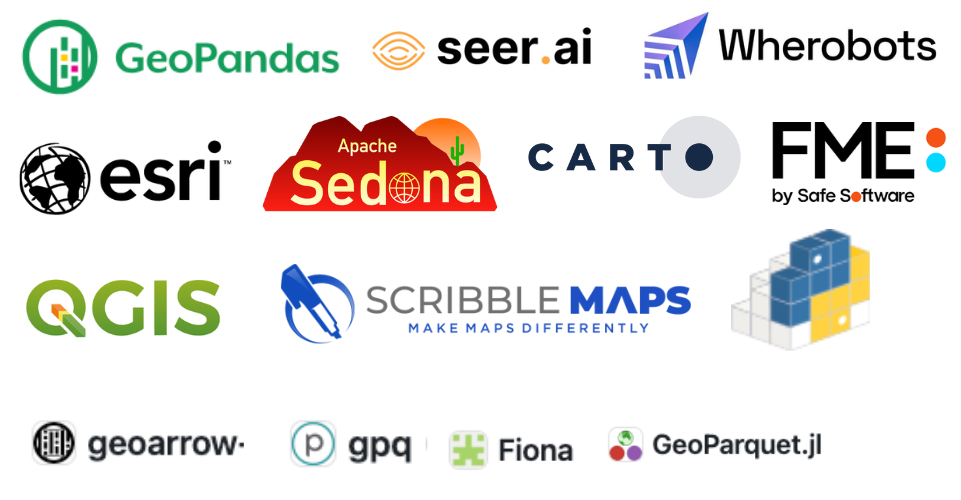 GeoPandas
seer.ai
Wherobots
esri™
Apache
Sedona
CARTO
FME:
by Safe Software
QGIS
SCRIBBLE MAPS
MAKE MAPS DIFFERENTLY
geoarrow-
p gpq
Fiona
GeoParquet.jl